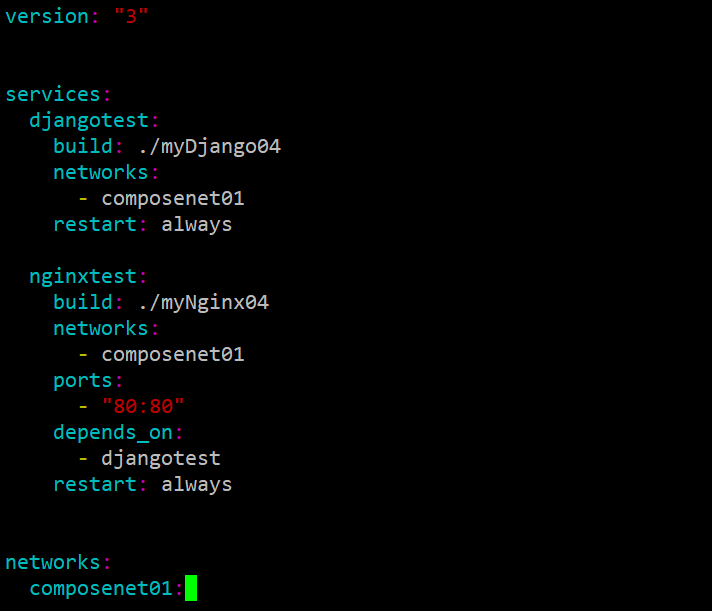 version: "3"
services:
  djangotest:
    build: ./myDjango04
    networks:
      - composenet01
    restart: always
  nginxtest:
    build: ./myNginx04
    networks:
      - composenet01
    ports:
      - "80:80"
    depends_on:
      - djangotest
    restart: always
networks:
  composenet01: